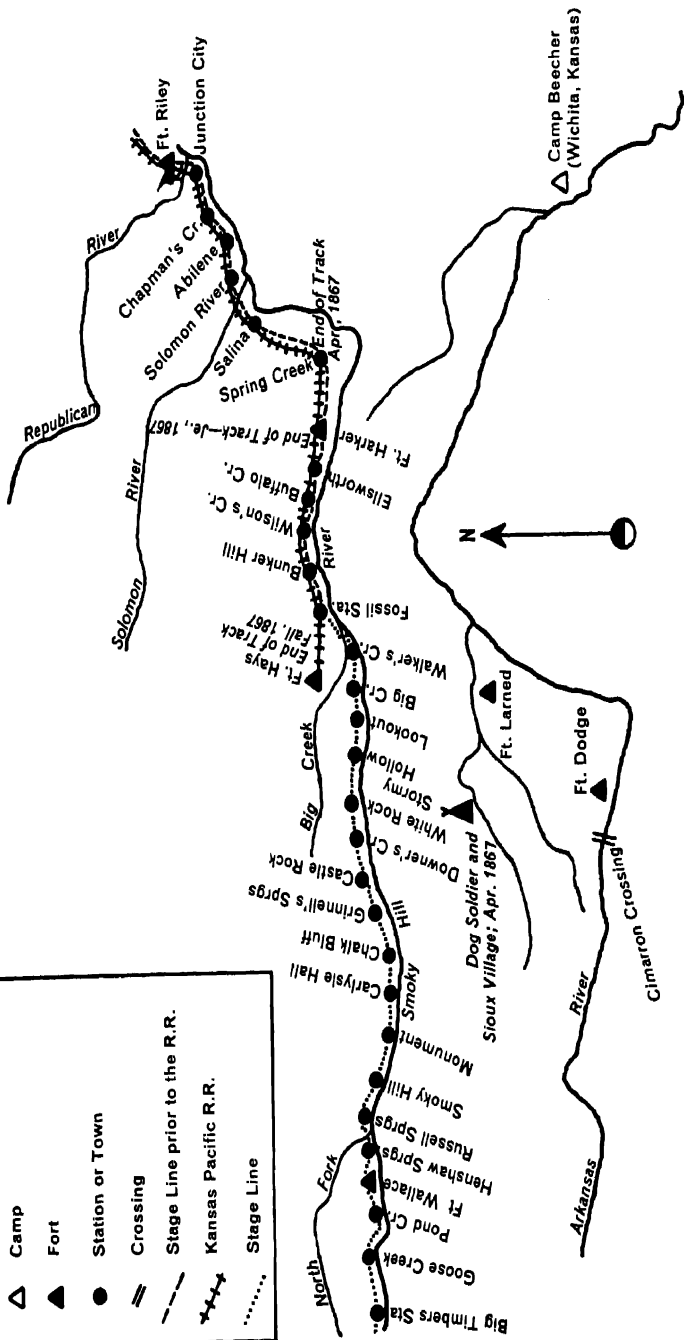 Camp
Fort
Station or Town
Crossing
Stage Line prior to the R.R.
Kansas Pacific R.R.
Stage Line
Ft. Riley
Junction City
Republican
River
Chapman's Cr.
Abilene
Solomon River
Salina
Spring Creek
End of Track
Apr., 1867
Solomon
River
End of Track—Je., 1867
Ft. Harker
Ellsworth
Buffalo Cr.
Wilson's Cr.
Bunker Hill
River
Fossil Sta.
End of Track
Fall, 1867
Ft. Hays
Walker's Cr.
Big Cr.
Lookout
Stormy
Hollow
White Rock
Downer's Cr.
Castle Rock
Grinnell's Sprgs
Chalk Bluff
Carlysle Hall
Monument
Smoky Hill
Russell Sprgs
Henshaw Sprgs
Ft Wallace
Pond Cr.
Goose Creek
Big Timbers Sta
Big
Creek
North
Fork
Smoky
Hill
Dog Soldier and
Sioux Village; Apr. 1867
Ft. Larned
Ft. Dodge
Cimarron Crossing
Arkansas
River
N
Camp Beecher
(Wichita, Kansas)